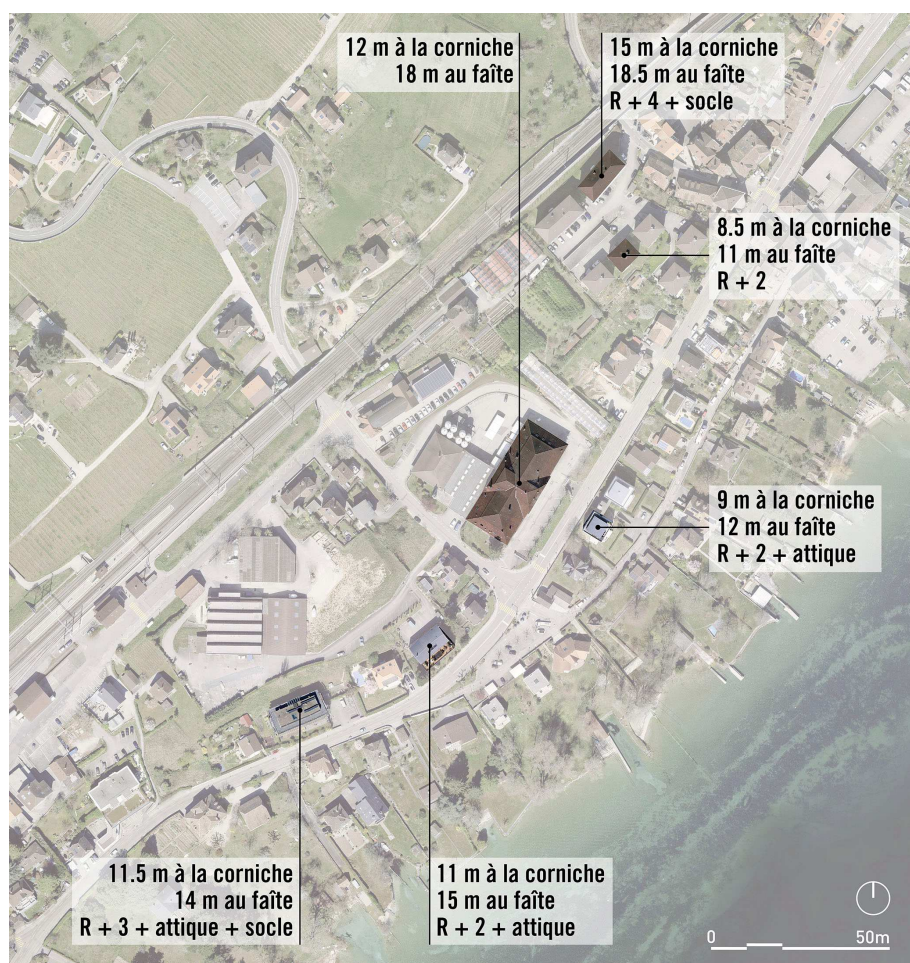 12 m à la corniche
18 m au faîte
15 m à la corniche
18.5 m au faîte
R + 4 + socle
8.5 m à la corniche
11 m au faîte
R + 2
9 m à la corniche
12 m au faîte
R + 2 + attique
11.5 m à la corniche
14 m au faîte
R + 3 + attique + socle
11 m à la corniche
15 m au faîte
R + 2 + attique
0 50m